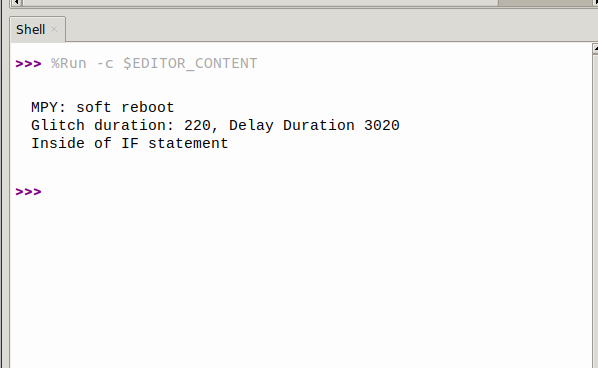 Shell ×
>>> %Run -c $EDITOR_CONTENT
MPY: soft reboot
Glitch duration: 220, Delay Duration 3020
Inside of IF statement
>>>